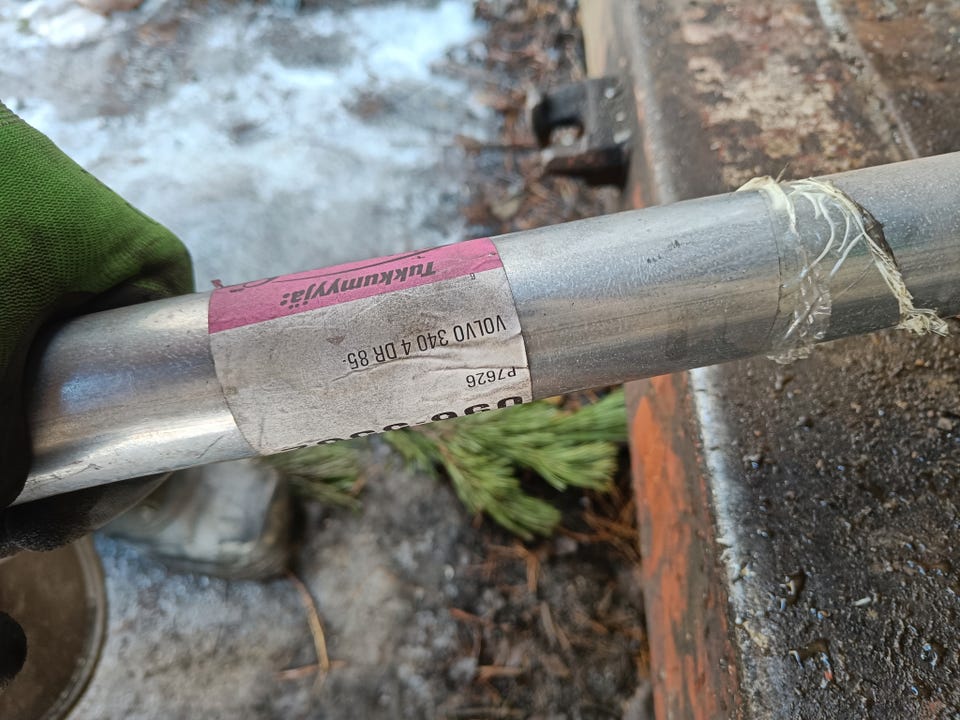 P7626
VOLVO 340 4 DR 85-
Tukkumyyjä: